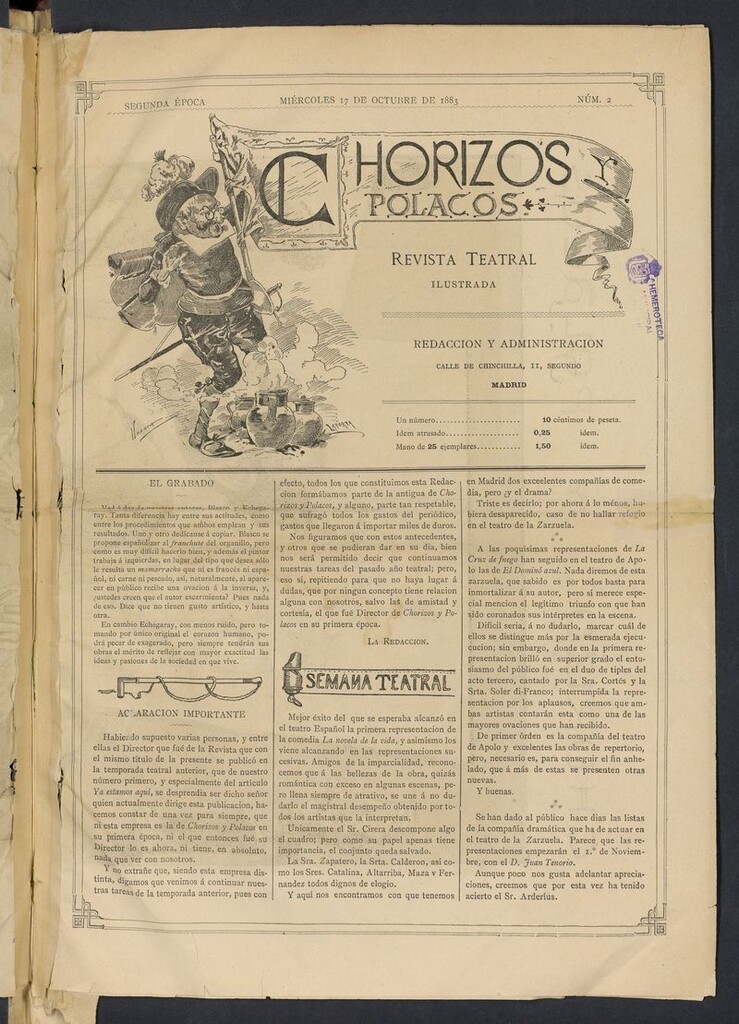 SEGUNDA ÉPOCA
MIÉRCOLES 17 DE OCTUBRE DE 1883
NÚM. 2
CHORIZOS Y
POLACOS
REVISTA TEATRAL
ILUSTRADA
HEMEROTECA
REDACCION Y ADMINISTRACION
CALLE DE CHINCHILLA, 11, SEGUNDO
MADRID
Un número...................... 10 céntimos de peseta.
Idem atrasado................... 0,25 idem.
Mano de 25 ejemplares........... 1,50 idem.
EL GRABADO
Blasco y Echega-
ray. Tanta diferencia hay entre sus actitudes, como
entre los procedimientos que ambos emplean y sus
resultados. Uno y otro dedícanse á copiar. Blasco se
propone españolizar al franchute del organillo, pero
como es muy difícil hacerlo bien, y además el pintor
trabaja á izquierdas, en lugar del tipo que desea sólo
le resulta un mamarracho que ni es francés ni espa-
ñol, ni carne ni pescado, así, naturalmente, al apare-
cer en público recibe una ovacion á la inversa, y,
¿ustedes creen que el autor escarmienta? Pues nada
de eso. Dice que no tienen gusto artístico, y hasta
otra.
En cambio Echegaray, con menos ruido, pero to-
mando por único original el corazon humano, po-
drá pecar de exagerado, pero siempre tendrán sus
obras el mérito de reflejar con mayor exactitud las
ideas y pasiones de la sociedad en que vive.
ACLARACION IMPORTANTE
Habiendo supuesto varias personas, y entre
ellas el Director que fué de la Revista que con
el mismo título de la presente se publicó en
la temporada teatral anterior, que de nuestro
número primero, y especialmente del artículo
Ya estamos aquí, se desprendia ser dicho señor
quien actualmente dirige esta publicacion, ha-
cemos constar de una vez para siempre, que
ni esta empresa es la de Chorizos y Polacos en
su primera época, ni el que entonces fué su
Director lo es ahora, ni tiene, en absoluto,
nada que ver con nosotros.
Y no extrañe que, siendo esta empresa dis-
tinta, digamos que venimos á continuar nues-
tras tareas de la temporada anterior, pues con
efecto, todos los que constituimos esta Redac-
cion formábamos parte de la antigua de Cho-
rizos y Polacos, y alguno, parte tan respetable,
que sufragó todos los gastos del periódico,
gastos que llegaron á importar miles de duros.
Nos figuramos que con estos antecedentes,
y otros que se pudieran dar en su dia, bien
nos será permitido decir que continuamos
nuestras tareas del pasado año teatral; pero,
eso sí, repitiendo para que no haya lugar á
dudas, que por ningun concepto tiene relacion
alguna con nosotros, salvo las de amistad y
cortesía, el que fué Director de Chorizos y Po-
lacos en su primera época.
LA REDACCION.
SEMANA TEATRAL
Mejor éxito del que se esperaba alcanzó en
el teatro Español la primera representacion de
la comedia La novela de la vida, y asimismo los
viene alcanzando en las representaciones su-
cesivas. Amigos de la imparcialidad, recono-
cemos que á las bellezas de la obra, quizás
romántica con exceso en algunas escenas, pe-
ro llena siempre de atractivo, se une á no du-
darlo el magistral desempeño obtenido por to-
dos los artistas que la interpretan.
Unicamente el Sr. Cirera descompone algo
el cuadro; pero como su papel apenas tiene
importancia, el conjunto queda salvado.
La Sra. Zapatero, la Srta. Calderon, así co-
mo los Sres. Catalina, Altarriba, Maza y Fer-
nandez todos dignos de elogio.
Y aquí nos encontramos con que tenemos
en Madrid dos exceelentes compañías de come-
dia, pero ¿y el drama?
Triste es decirlo; por ahora á lo ménos, hu-
biera desaparecido, caso de no hallar refugio
en el teatro de la Zarzuela.
A las poquísimas representaciones de La
Cruz de fuego han seguido en el teatro de Apo-
lo las de El Dominó azul. Nada diremos de esta
zarzuela, que sabido es por todos basta para
inmortalizar á su autor, pero sí merece espe-
cial mencion el legítimo triunfo con que han
sido coronados sus intérpretes en la escena.
Difícil sería, á no dudarlo, marcar cuál de
ellos se distingue más por la esmerada ejecu-
cucion; sin embargo, donde en la primera re-
presentacion brilló en superior grado el entu-
siasmo del público fué en el duo de tiples del
acto tercero, cantado por la Sra. Cortés y la
Srta. Soler di-Franco; interrumpida la repre-
sentacion por los aplausos, creemos que am-
bas artistas contarán esta como una de las
mayores ovaciones que han recibido.
De primer órden es la compañía del teatro
de Apolo y excelentes las obras de repertorio,
pero, necesario es, para conseguir el fin anhe-
lado, que á más de estas se presenten otras
nuevas.
Y buenas.
Se han dado al público hace dias las listas
de la compañía dramática que ha de actuar en
el teatro de la Zarzuela. Parece que las repre-
sentaciones empezarán el 1.º de Noviem-
bre, con el D. Juan Tenorio.
Aunque poco nos gusta adelantar aprecia-
ciones, creemos que por esta vez ha tenido
acierto el Sr. Arderíus.